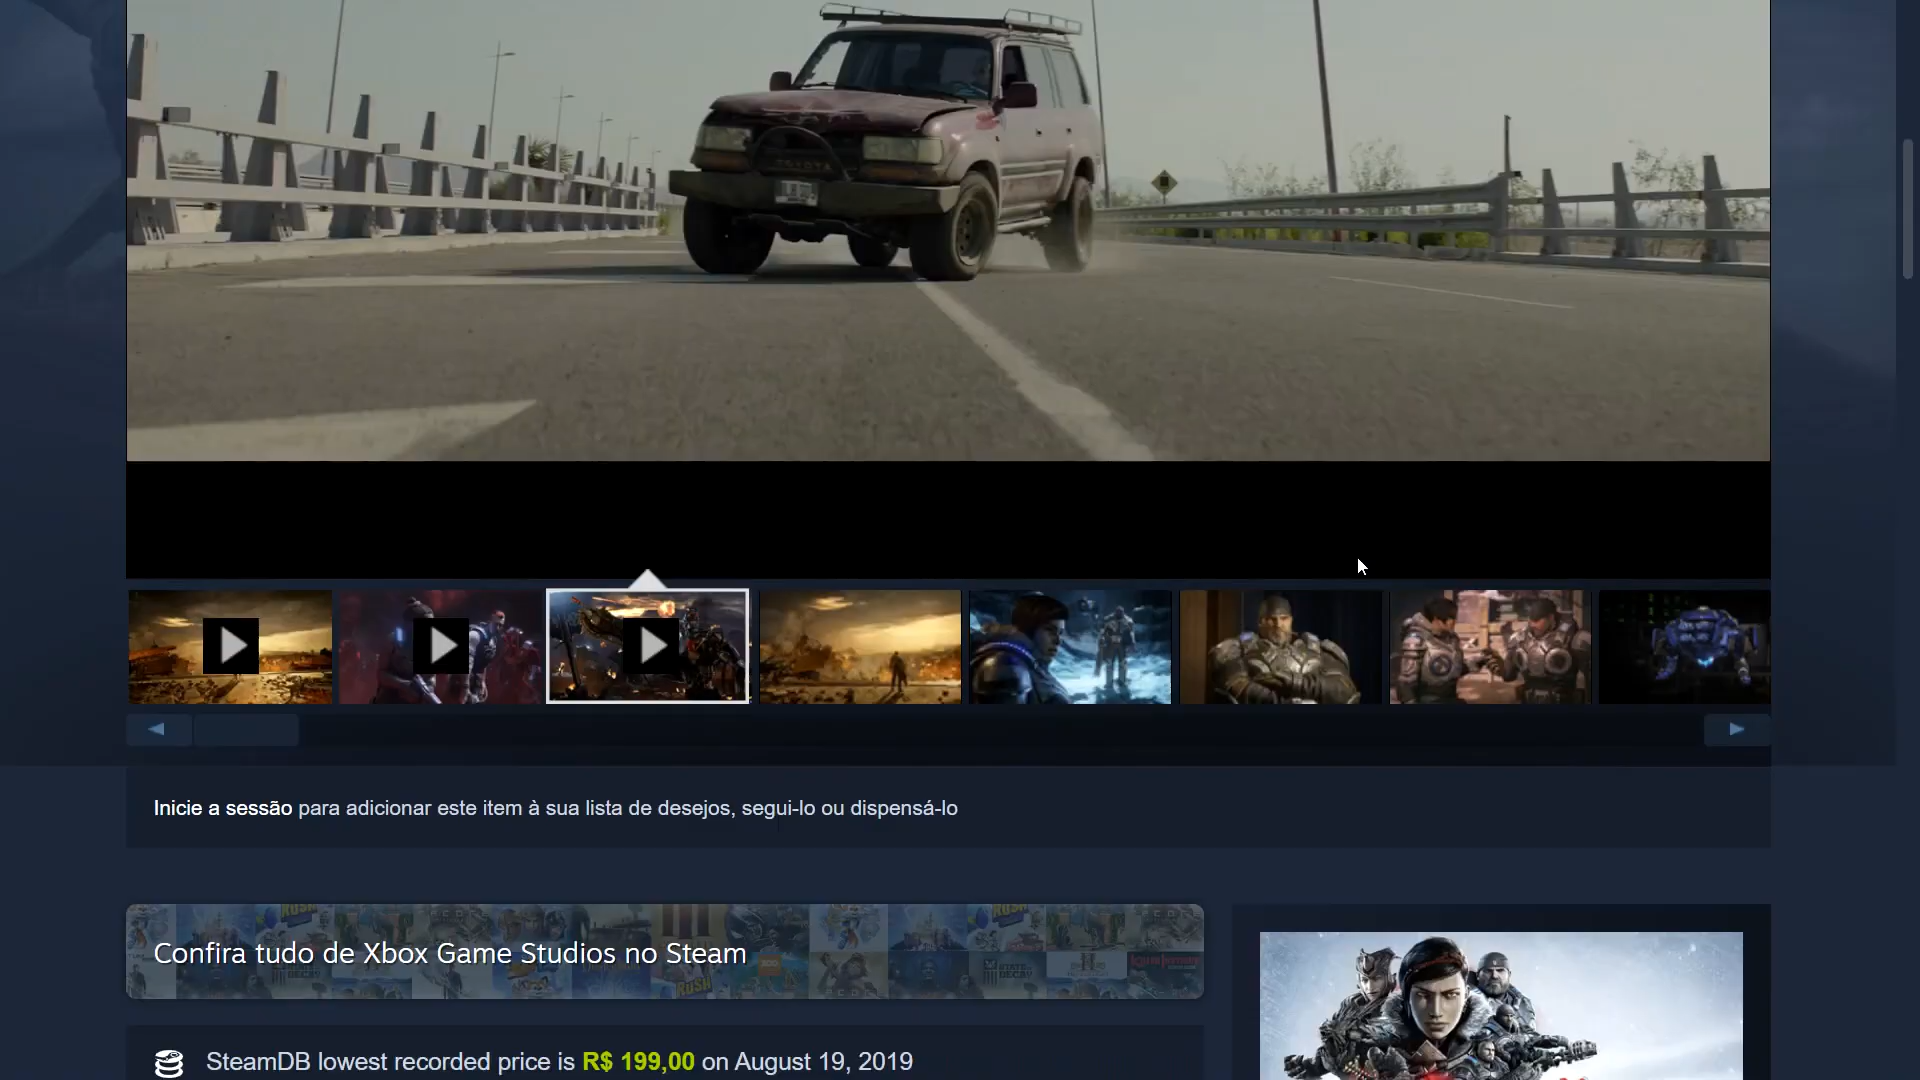 TOYOTA
Inicie a sessão para adicionar este item à sua lista de desejos, segui-lo ou dispensá-lo
Confira tudo de Xbox Game Studios no Steam
SteamDB lowest recorded price is R$ 199,00 on August 19, 2019